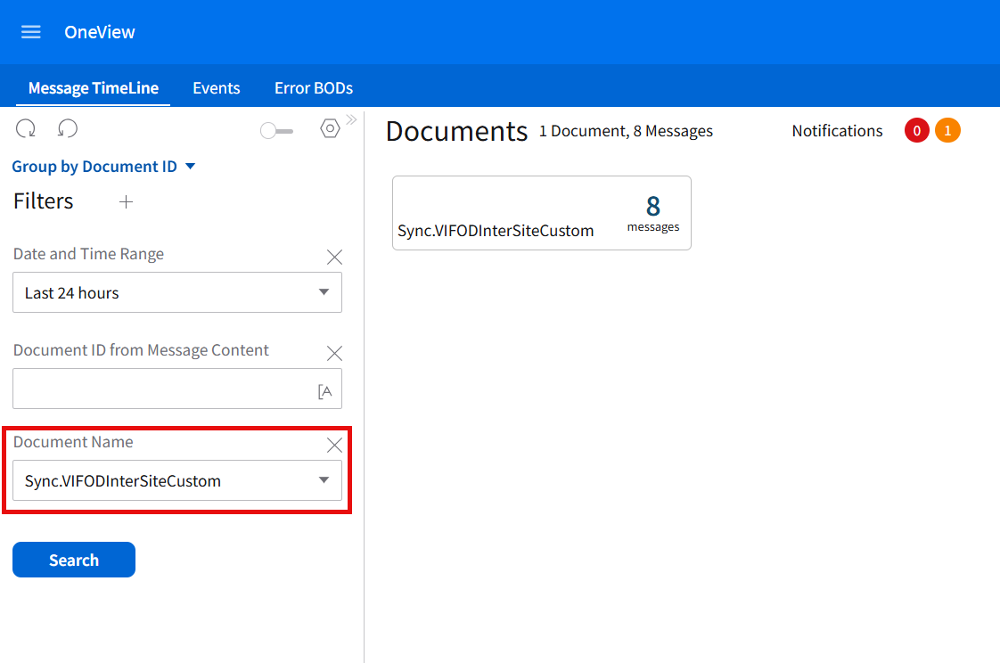 OneView
Message TimeLine Events Error BODs
Group by Document ID
Filters
Date and Time Range
Last 24 hours
Document ID from Message Content
[A
Document Name
Sync.VIFODInterSiteCustom
Search
Documents 1 Document, 8 Messages Notifications 0 1
8
Sync.VIFODInterSiteCustom messages